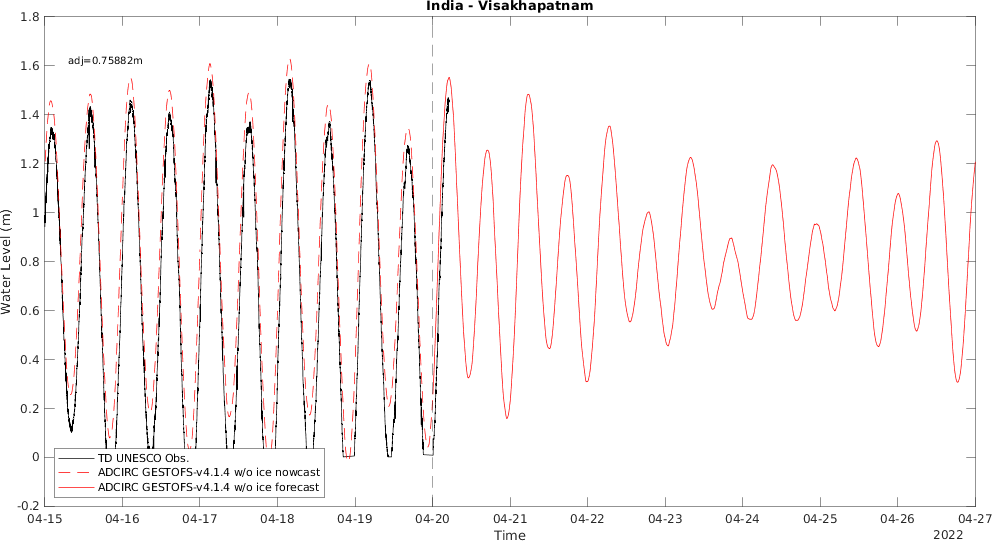 India - Visakhapatnam
1.8
1.6
1.4
1.2
1
0.8
0.6
0.4
0.2
0
-0.2
Water Level (m)
adj=0.75882m
TD UNESCO Obs.
ADCIRC GESTOFS-v4.1.4 w/o ice nowcast
ADCIRC GESTOFS-v4.1.4 w/o ice forecast
04-15 04-16 04-17 04-18 04-19 04-20 04-21 04-22 04-23 04-24 04-25 04-26 04-27
Time
2022